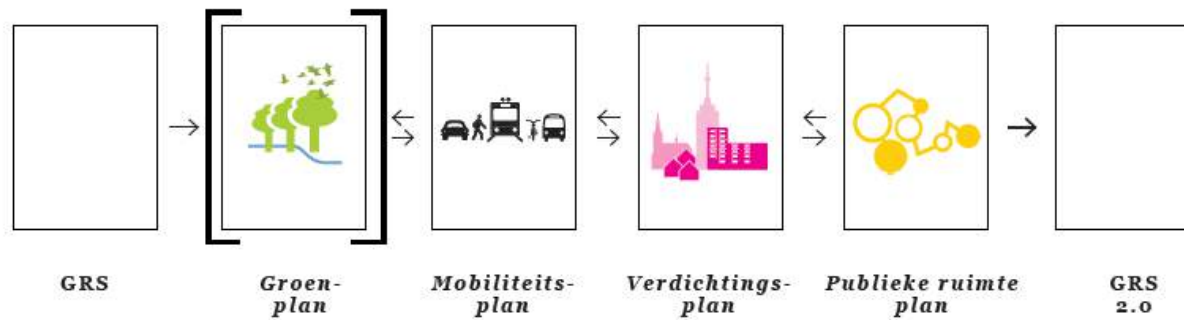 GRS
Groen-
plan
Mobiliteits-
plan
Verdichtings-
plan
Publieke ruimte
plan
GRS
2.0